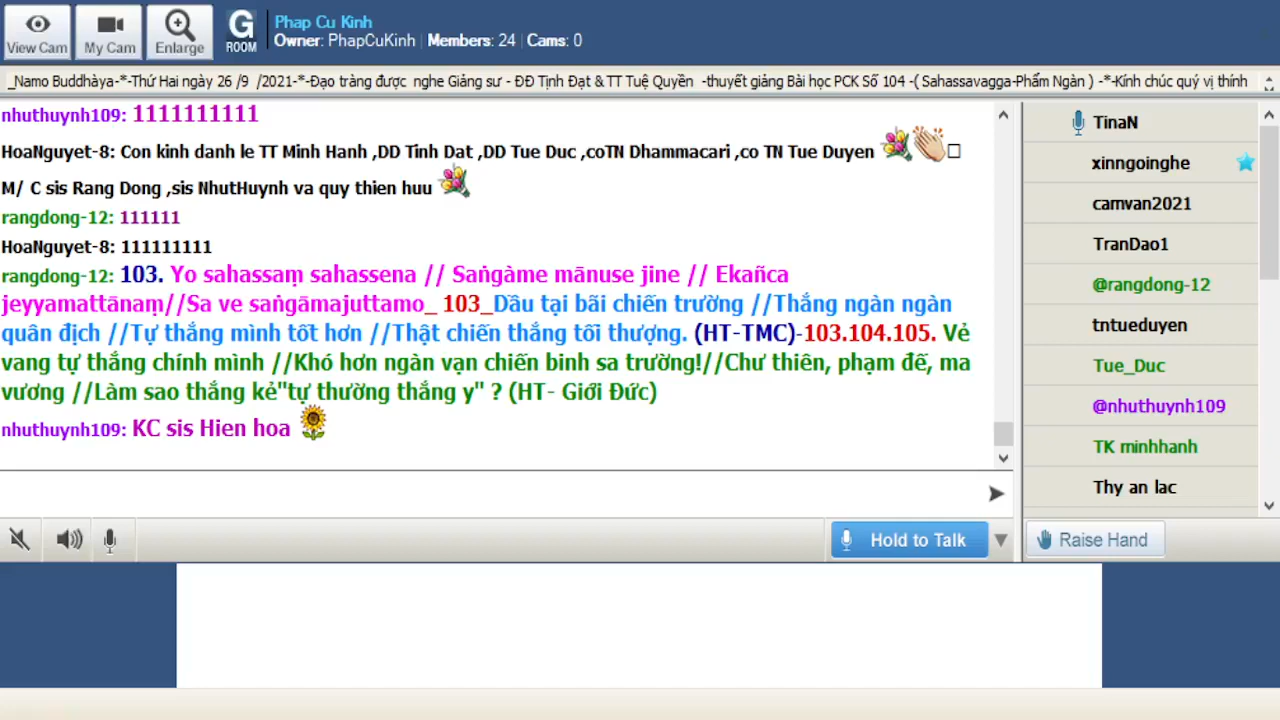 View Cam
My Cam
Enlarge
G
ROOM
Phap Cu Kinh
Owner: PhapCuKinh | Members: 24 | Cams: 0
_Namo Buddhàya-*-Thứ Hai ngày 26 /9 /2021-*-Đạo tràng được nghe Giảng sư - ĐĐ Tịnh Đạt & TT Tuệ Quyền -thuyết giảng Bài học PCK Số 104 -( Sahassavagga-Phẩm Ngàn ) -*-Kính chúc quý vị thính
nhuthuynh109: 1111111111
HoaNguyet-8: Con kinh danh le TT Minh Hanh ,DD Tinh Dat ,DD Tue Duc ,coTN Dhammacari ,co TN Tue Duyen
M/ C sis Rang Dong ,sis NhutHuynh va quy thien huu
rangdong-12: 111111
HoaNguyet-8: 111111111
rangdong-12: 103. Yo sahassaṃ sahassena // Saṅgàme mānuse jine // Ekañca
jeyyamattānaṃ//Sa ve saṅgāmajuttamo_ 103_Dầu tại bãi chiến trường //Thắng ngàn ngàn
quân địch //Tự thắng mình tốt hơn //Thật chiến thắng tối thượng. (HT-TMC)-103.104.105. Vẻ
vang tự thắng chính mình //Khó hơn ngàn vạn chiến binh sa trường!//Chư thiên, phạm đế, ma
vương //Làm sao thắng kẻ"tự thường thắng y" ? (HT- Giới Đức)
nhuthuynh109: KC sis Hien hoa
Hold to Talk
TinaN
xinngoinghe
camvan2021
TranDao1
@rangdong-12
tntueduyen
Tue_Duc
@nhuthuynh109
TK minhhanh
Thy an lac
Raise Hand